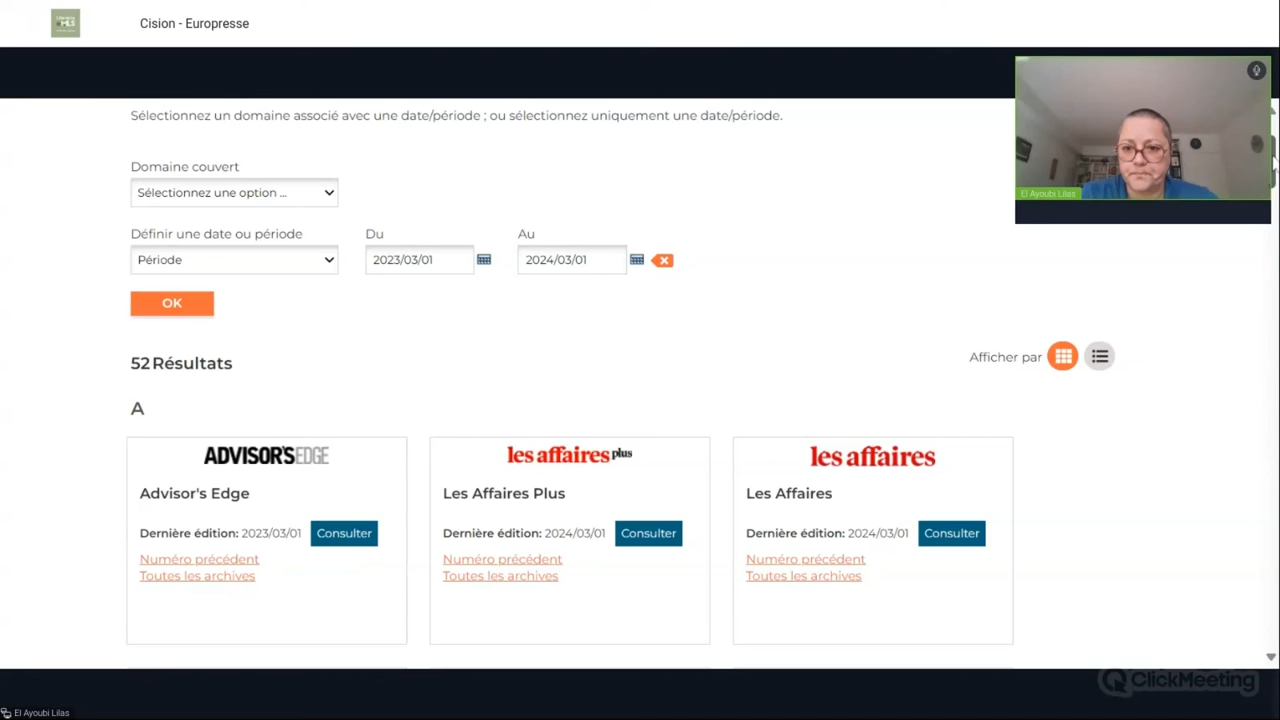 Cision - Europresse
Sélectionnez un domaine associé avec une date/période ; ou sélectionnez uniquement une date/période.
Domaine couvert
Sélectionnez une option ...
Définir une date ou période
Du
Au
Période
2023/03/01
2024/03/01
OK
52 Résultats
Afficher par
A
ADVISOR'S EDGE
les affaires plus
les affaires
Advisor's Edge
Les Affaires Plus
Les Affaires
Dernière édition: 2023/03/01 Consulter
Dernière édition: 2024/03/01 Consulter
Dernière édition: 2024/03/01 Consulter
Numéro précédent
Numéro précédent
Numéro précédent
Toutes les archives
Toutes les archives
Toutes les archives
El Ayoubi Lilas
ClickMeeting
El Ayoubi Lilas